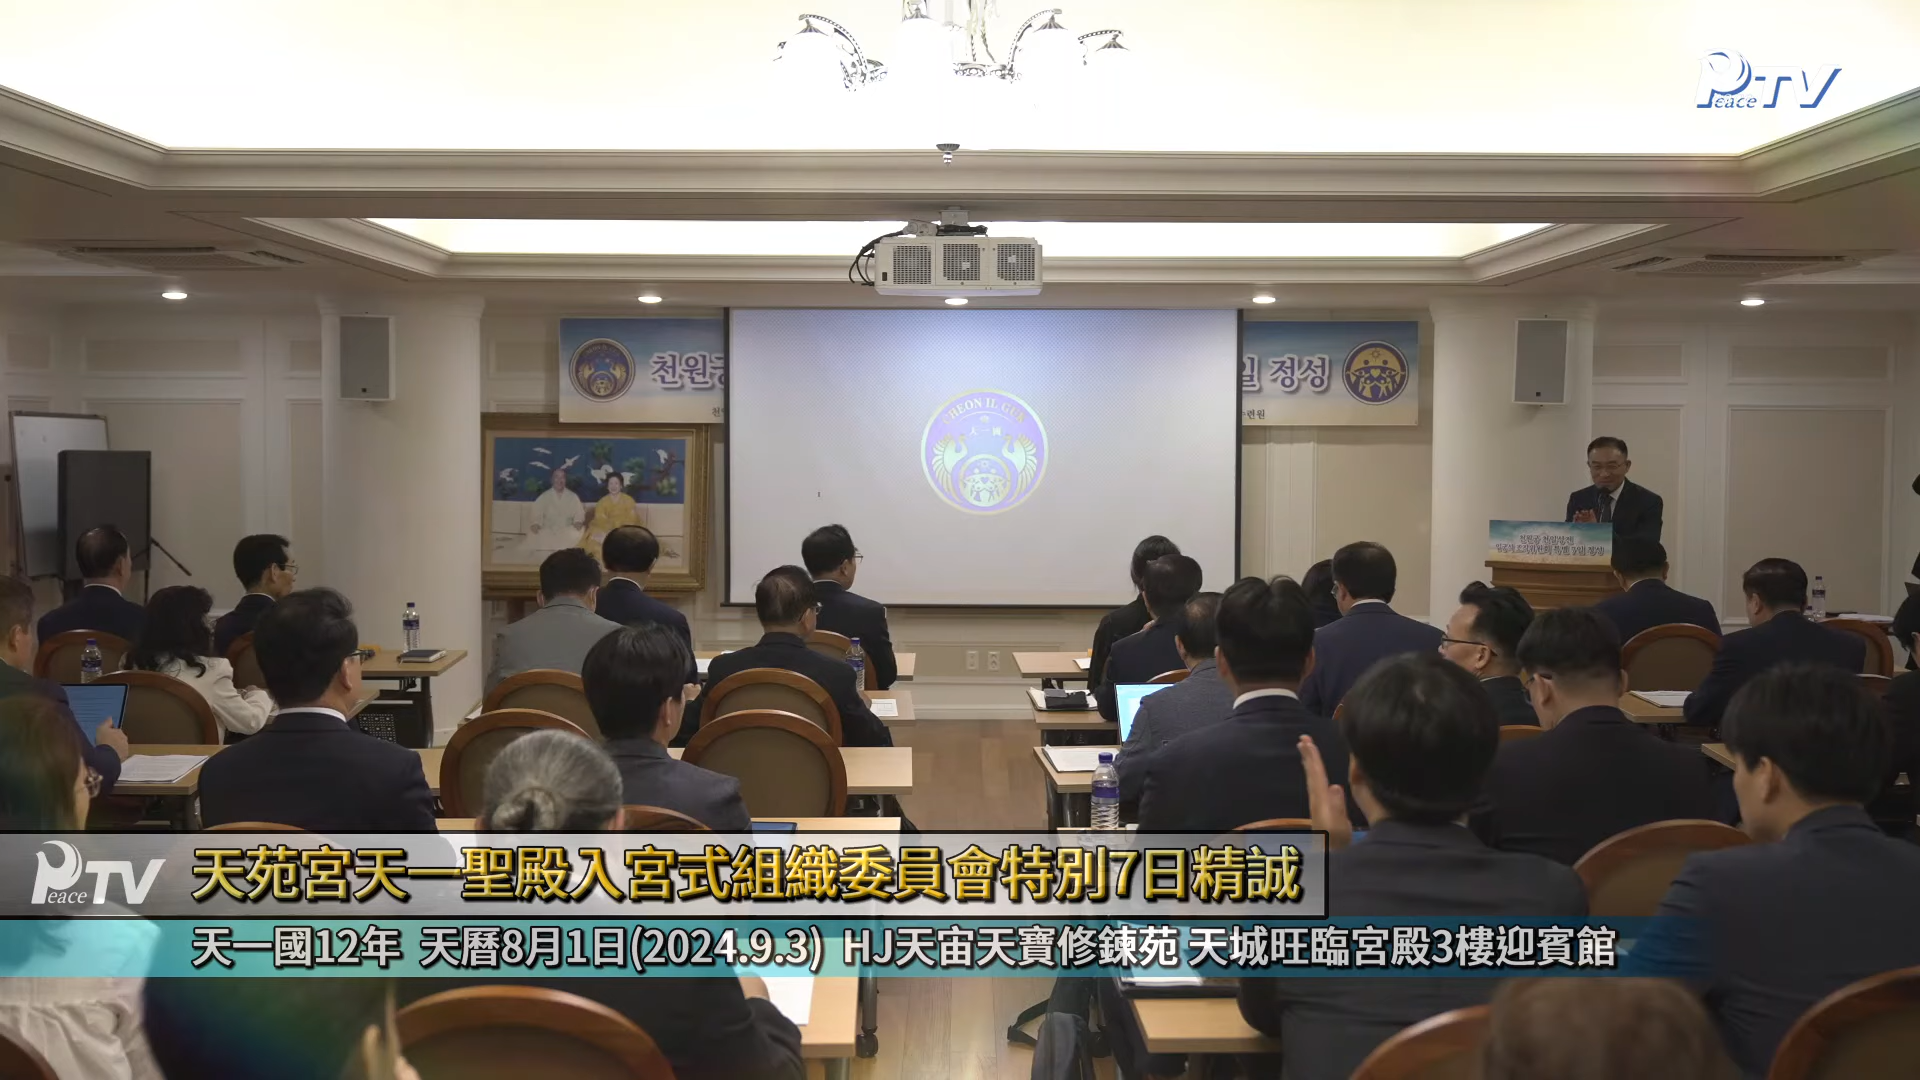 PeaceTV
천원궁
일 정성
수련원
CHEON IL GUK
天一國
PeaceTV
天苑宮天一聖殿入宮式組織委員會特別7日精誠
天一國12年 天曆8月1日(2024.9.3) HJ天宙天寶修鍊苑 天城旺臨宮殿3樓迎賓館